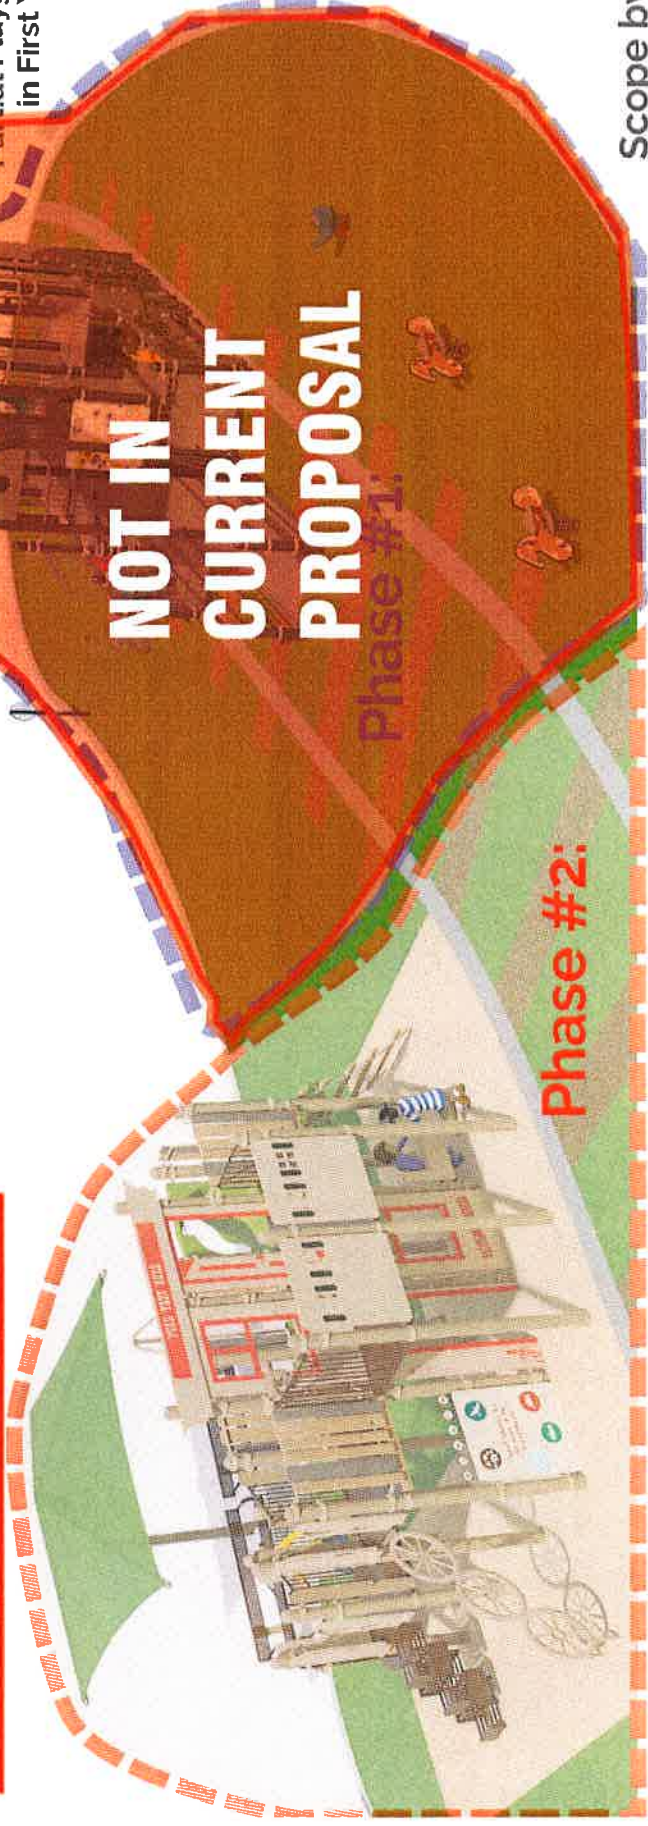 in First
NOT IN
CURRENT
PROPOSAL
Phase #1:
Phase #2:
Scope by